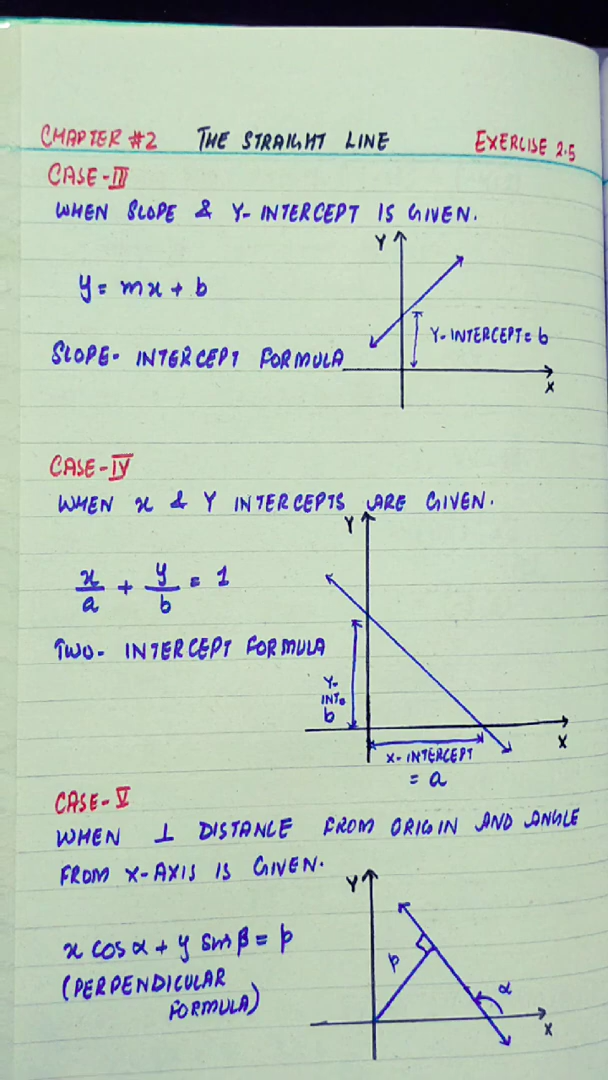 CHAPTER #2 THE STRAIGHT LINE EXERCISE 2.5
CASE-III
WHEN SLOPE & Y-INTERCEPT IS GIVEN.
Y
y = mx + b
Y-INTERCEPT = b
SLOPE-INTERCEPT FORMULA
X
CASE-IV
WHEN x & Y INTERCEPTS ARE GIVEN.
Y
x/a + y/b = 1
TWO-INTERCEPT FORMULA
Y-
INT=
b
X
X-INTERCEPT
= a
CASE-V
WHEN ⊥ DISTANCE FROM ORIGIN AND ANGLE
FROM X-AXIS IS GIVEN.
Y
x cos α + y sin β = p
p
(PERPENDICULAR
FORMULA)
α
X